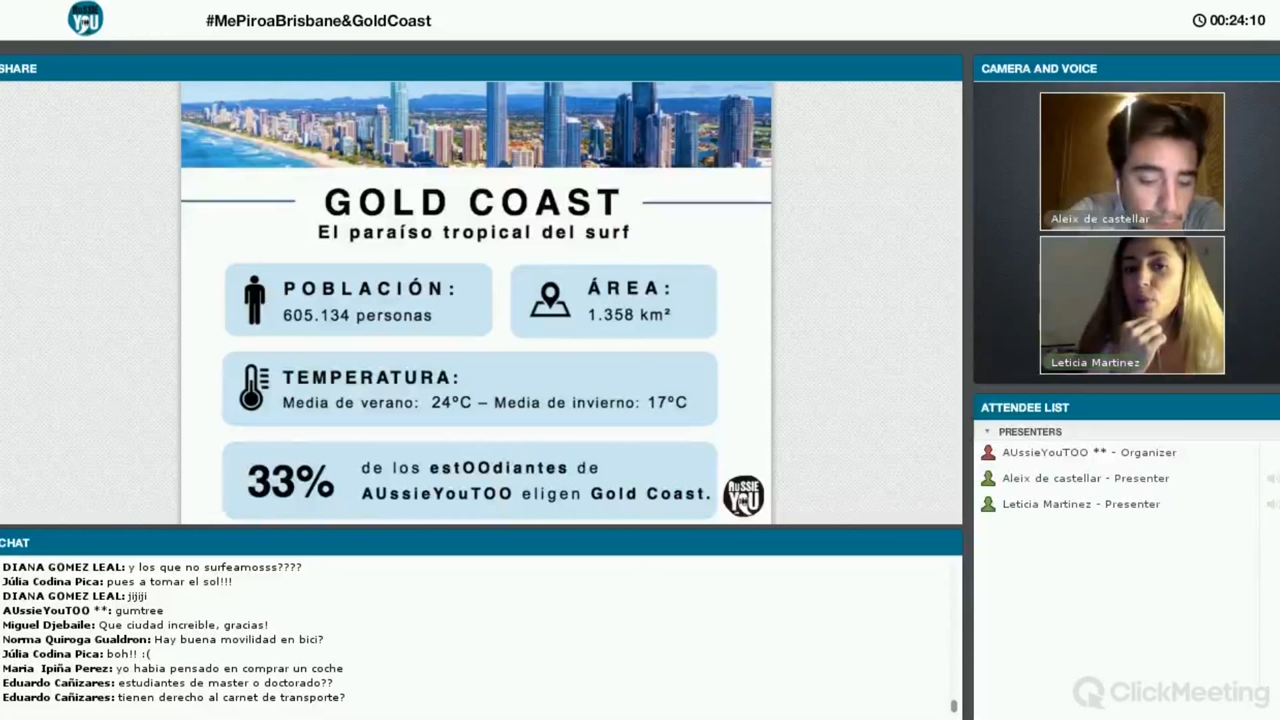 AUSSIE
YOU
#MePiroaBrisbane&GoldCoast
00:24:10
SHARE
GOLD COAST
El paraíso tropical del surf
POBLACIÓN:
605.134 personas
ÁREA:
1.358 km²
TEMPERATURA:
Media de verano: 24ºC – Media de invierno: 17ºC
33%
de los estOOdiantes de
AUssieYouTOO eligen Gold Coast.
AUSSIE
YOU
CAMERA AND VOICE
Aleix de castellar
Leticia Martinez
ATTENDEE LIST
PRESENTERS
AUssieYouTOO ** - Organizer
Aleix de castellar - Presenter
Leticia Martinez - Presenter
CHAT
DIANA GOMEZ LEAL: y los que no surfeamosss????
Júlia Codina Pica: pues a tomar el sol!!!
DIANA GOMEZ LEAL: jijiji
AUssieYouTOO **: gumtree
Miguel Djebaile: Que ciudad increible, gracias!
Norma Quiroga Gualdron: Hay buena movilidad en bici?
Júlia Codina Pica: boh!! :(
Maria Ipiña Perez: yo habia pensado en comprar un coche
Eduardo Cañizares: estudiantes de master o doctorado??
Eduardo Cañizares: tienen derecho al carnet de transporte?
ClickMeeting